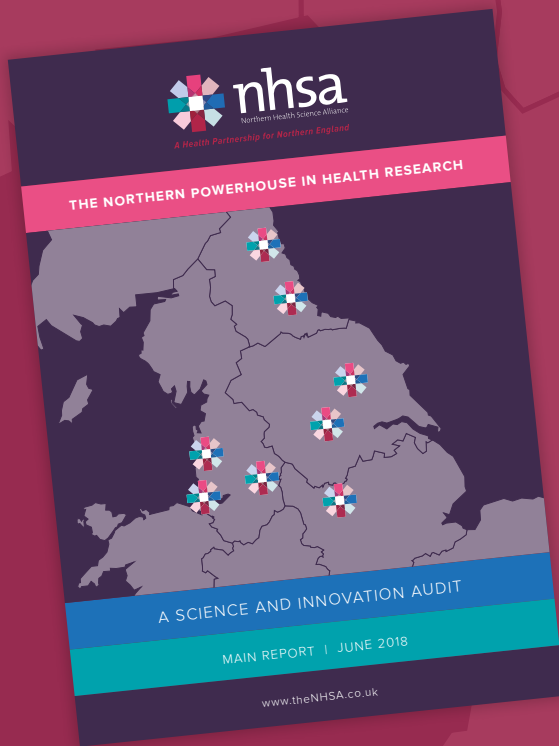 nhsa
Northern Health Science Alliance
A Health Partnership for Northern England
THE NORTHERN POWERHOUSE IN HEALTH RESEARCH
A SCIENCE AND INNOVATION AUDIT
MAIN REPORT | JUNE 2018
www.theNHSA.co.uk